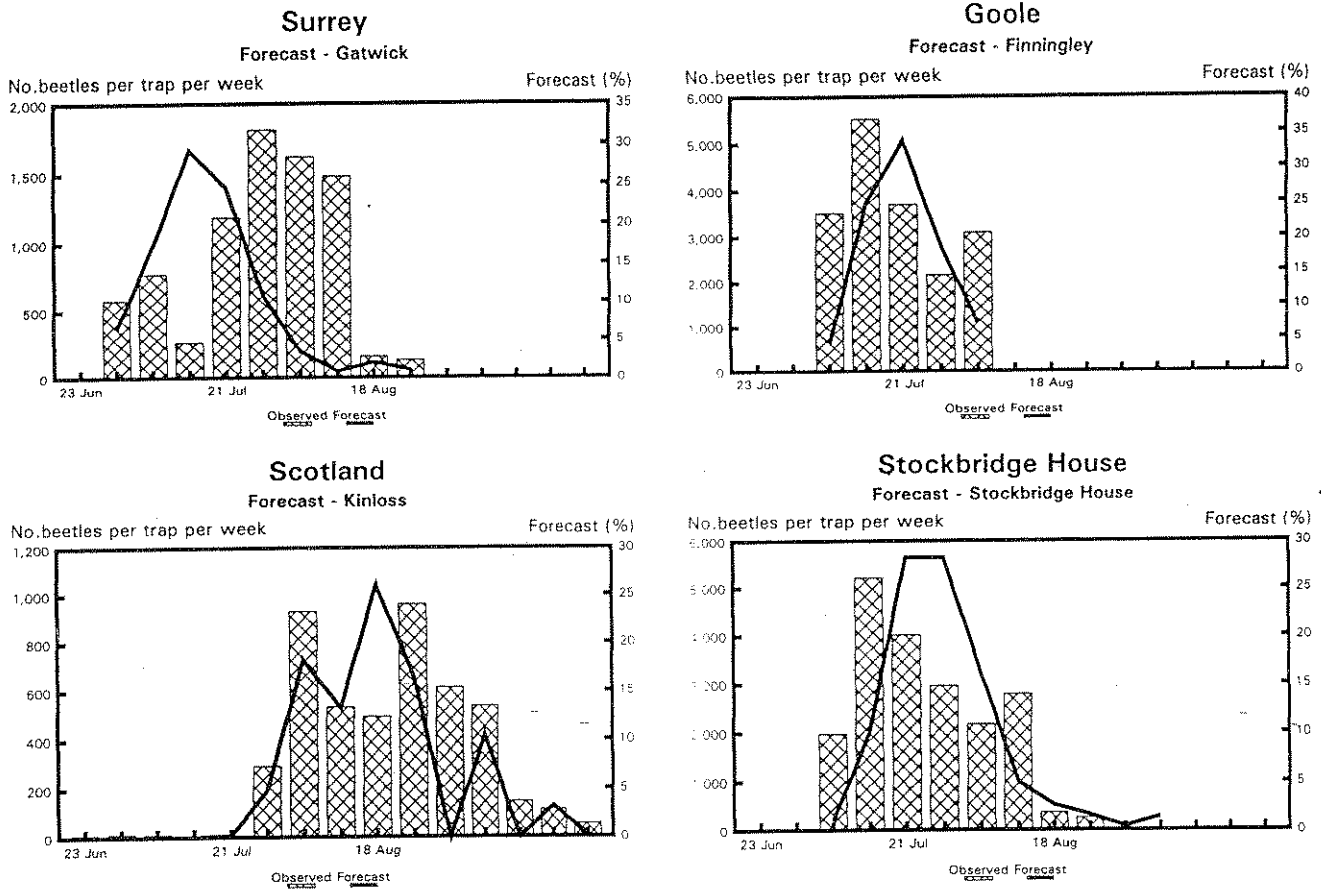 Surrey
Forecast - Gatwick
No.beetles per trap per week Forecast (%)
2,000
1,500
1,000
500
0
35
30
25
20
15
10
5
0
23 Jun 21 Jul 18 Aug
Observed Forecast
Goole
Forecast - Finningley
No.beetles per trap per week Forecast (%)
6,000
5,000
4,000
3,000
1,000
0
40
35
30
25
20
15
10
5
0
23 Jun 21 Jul 18 Aug
Observed Forecast
Scotland
Forecast - Kinloss
No.beetles per trap per week Forecast (%)
1,200
1,000
800
600
400
200
0
30
25
20
15
10
5
0
23 Jun 21 Jul 18 Aug
Observed Forecast
Stockbridge House
Forecast - Stockbridge House
No.beetles per trap per week Forecast (%)
0
30
25
20
15
10
5
0
23 Jun 21 Jul 18 Aug
Observed Forecast